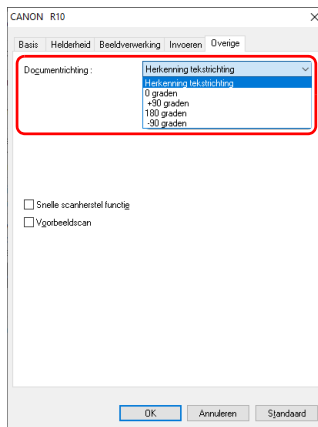 CANON R10
Basis Helderheid Beeldverwerking Invoeren Overige
Documentrichting : Herkenning tekstrichting
Herkenning tekstrichting
0 graden
+90 graden
180 graden
-90 graden
Snelle scanherstel functie
Voorbeeldscan
OK Annuleren Standaard